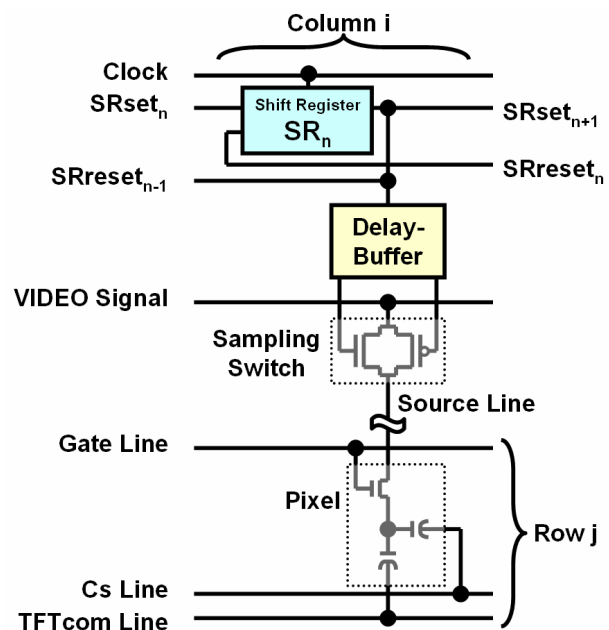 Column i
Clock
SRsetₙ
Shift Register
SRₙ
SRsetₙ₊₁
SRresetₙ
SRresetₙ₋₁
Delay-
Buffer
VIDEO Signal
Sampling
Switch
Source Line
Gate Line
Pixel
Row j
Cs Line
TFTcom Line